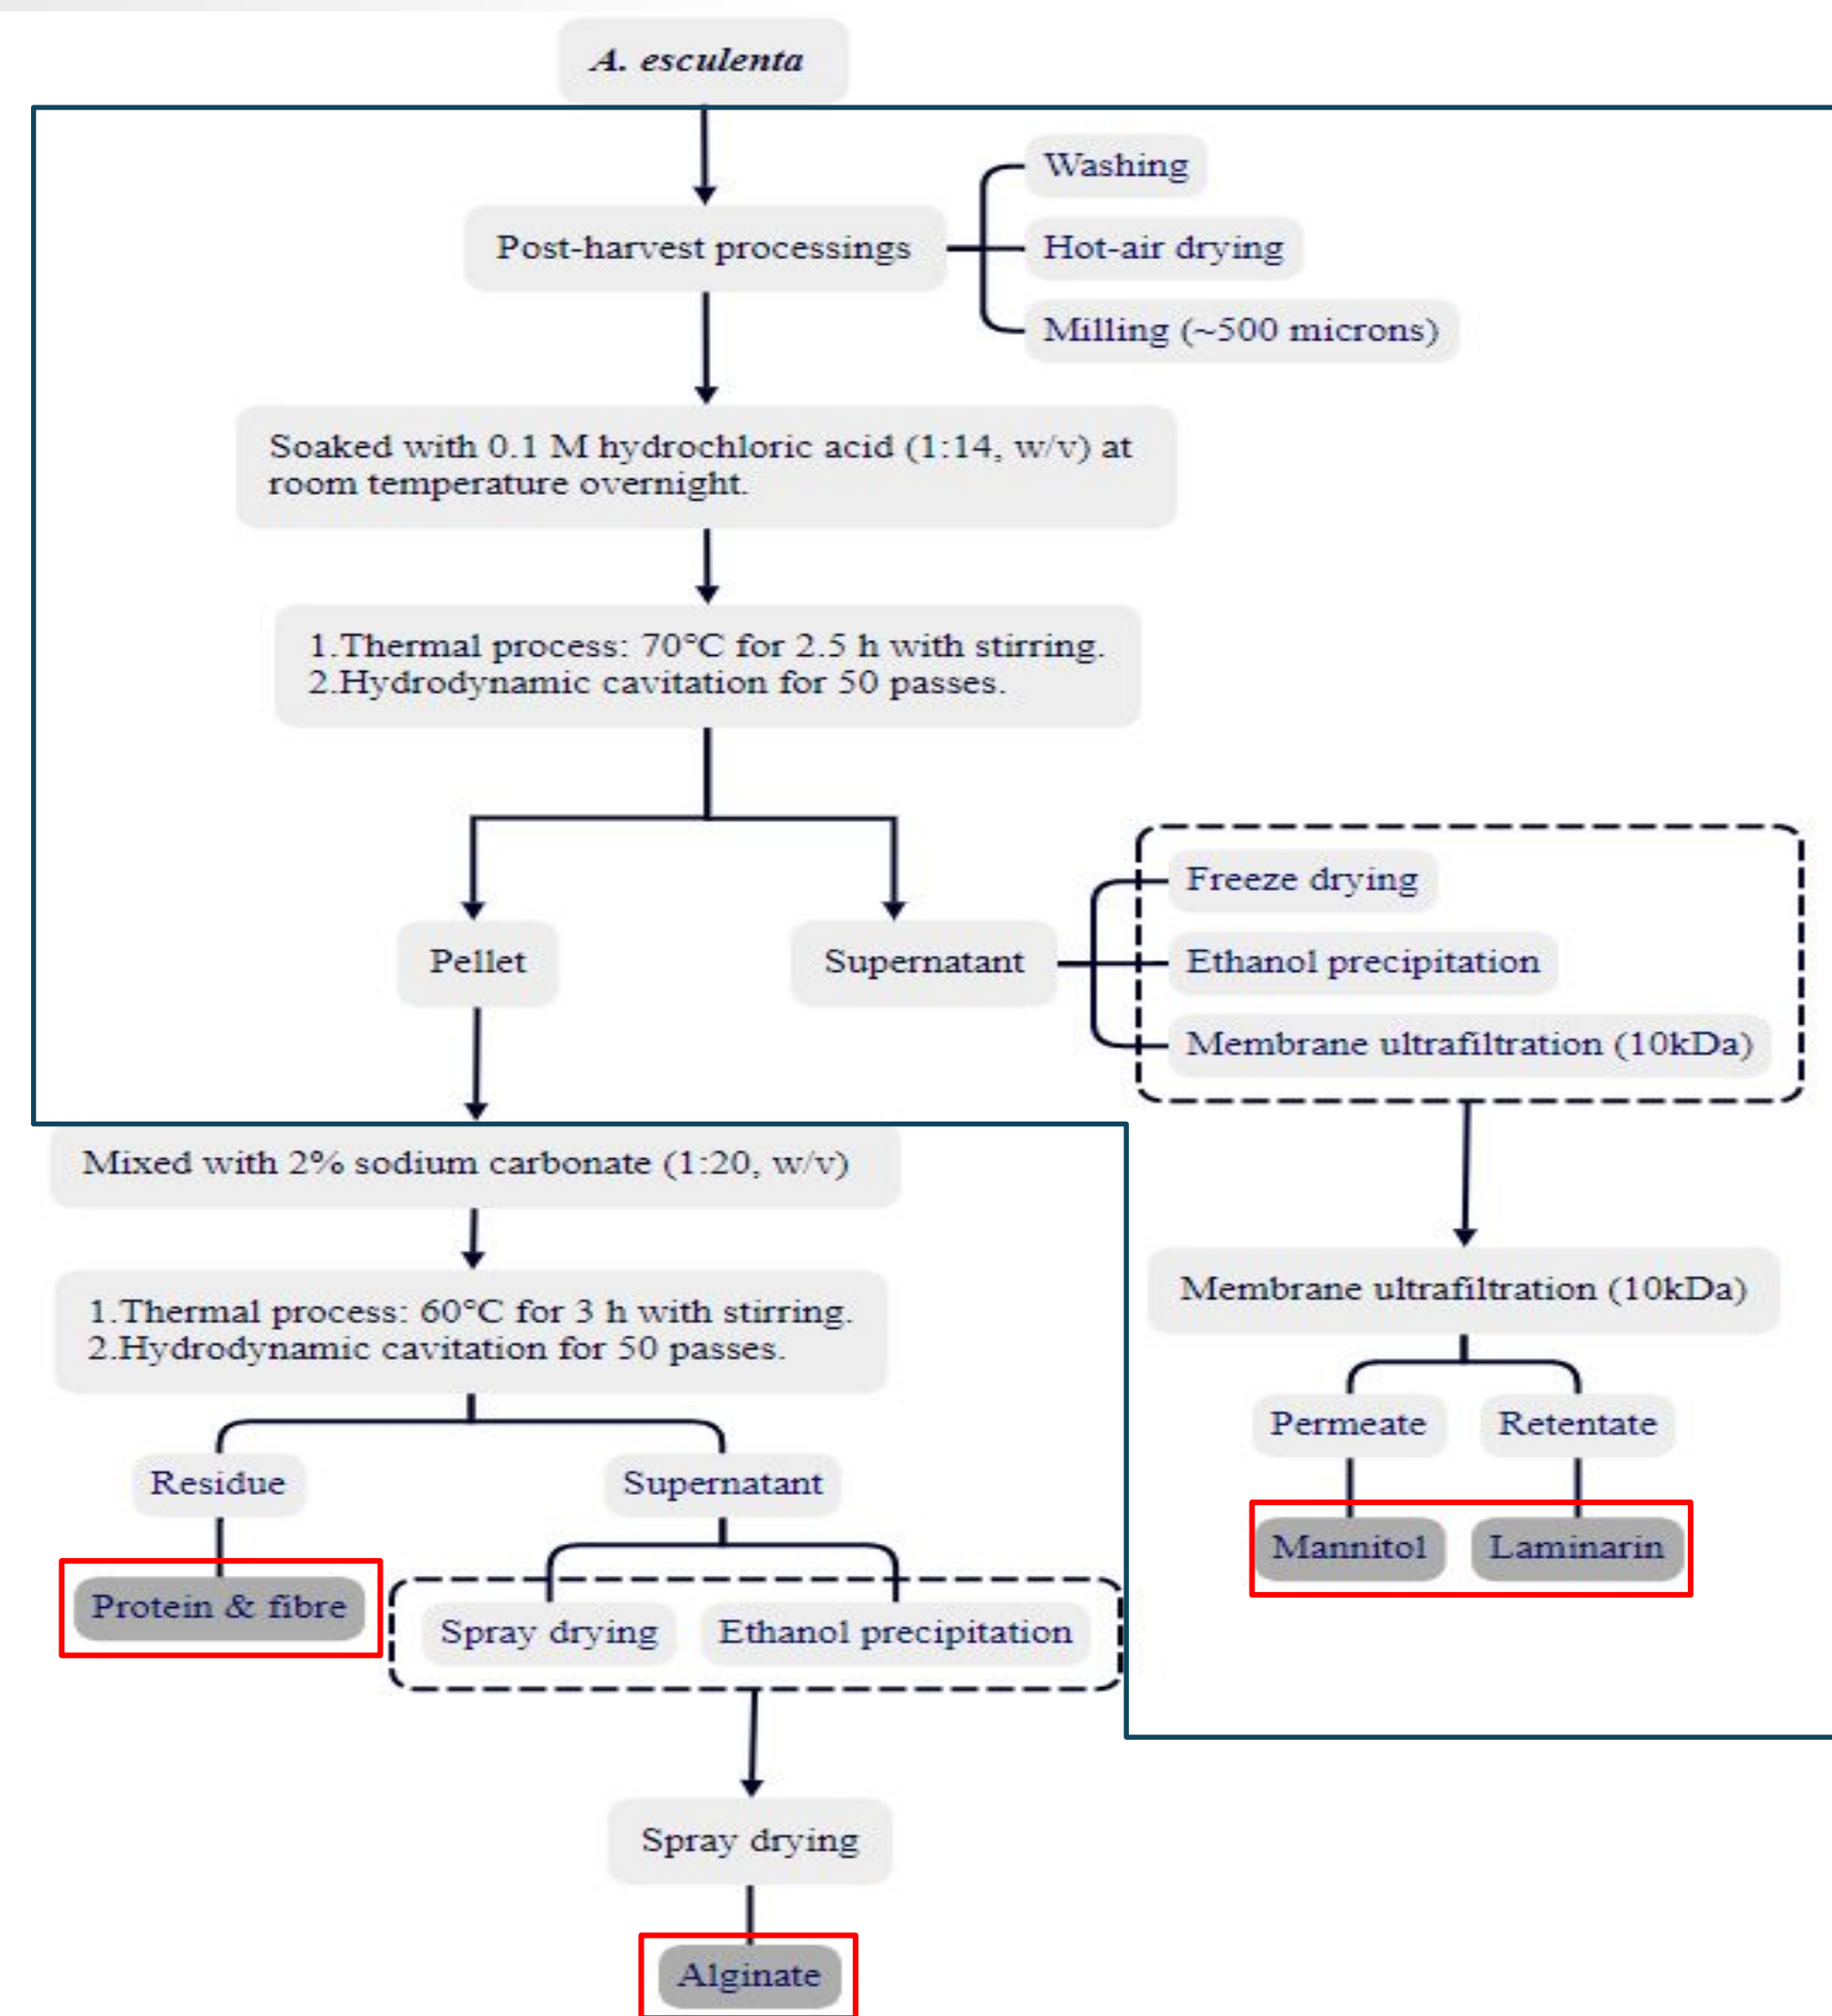 A. esculenta
Post-harvest processings
Washing
Hot-air drying
Milling (~500 microns)
Soaked with 0.1 M hydrochloric acid (1:14, w/v) at
room temperature overnight.
1.Thermal process: 70°C for 2.5 h with stirring.
2.Hydrodynamic cavitation for 50 passes.
Pellet
Supernatant
Freeze drying
Ethanol precipitation
Membrane ultrafiltration (10kDa)
Mixed with 2% sodium carbonate (1:20, w/v)
1.Thermal process: 60°C for 3 h with stirring.
2.Hydrodynamic cavitation for 50 passes.
Residue
Supernatant
Protein & fibre
Spray drying
Ethanol precipitation
Spray drying
Alginate
Membrane ultrafiltration (10kDa)
Permeate
Retentate
Mannitol
Laminarin